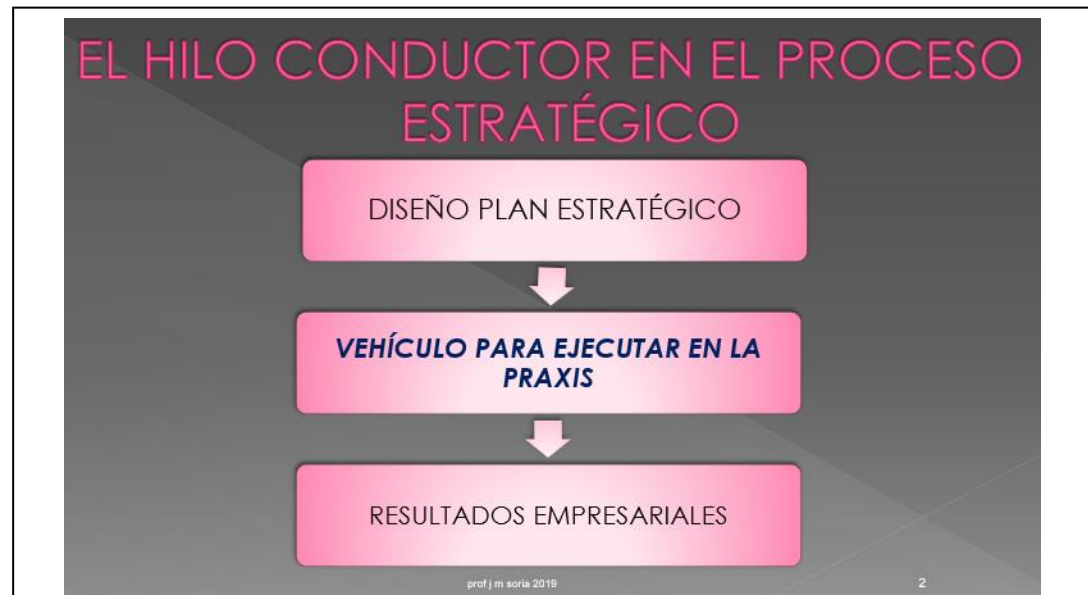 EL HILO CONDUCTOR EN EL PROCESO
ESTRATÉGICO
DISEÑO PLAN ESTRATÉGICO
VEHÍCULO PARA EJECUTAR EN LA
PRAXIS
RESULTADOS EMPRESARIALES
prof j m soria 2019
2